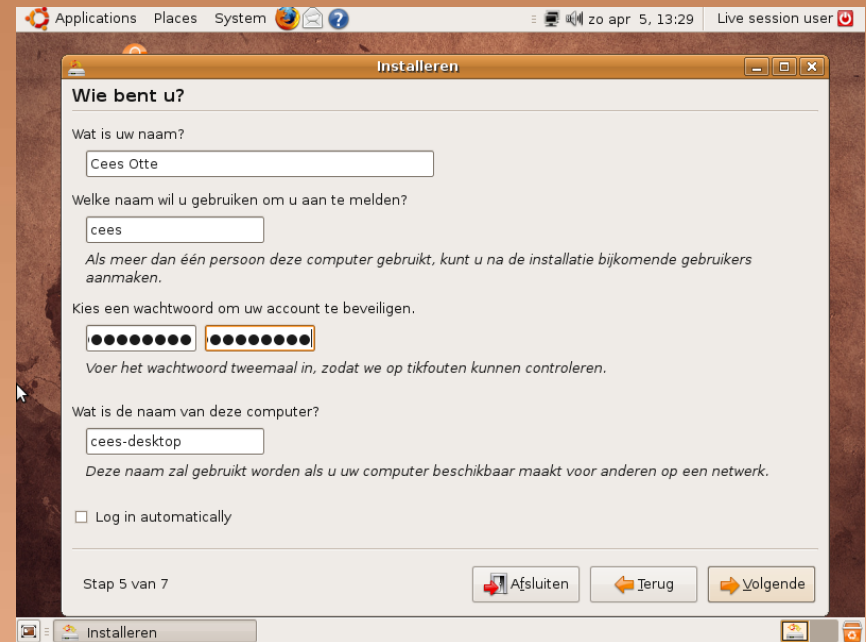 Applications Places System zo apr 5, 13:29 Live session user
Installeren
Wie bent u?
Wat is uw naam?
Cees Otte
Welke naam wil u gebruiken om u aan te melden?
cees
Als meer dan één persoon deze computer gebruikt, kunt u na de installatie bijkomende gebruikers
aanmaken.
Kies een wachtwoord om uw account te beveiligen.
Voer het wachtwoord tweemaal in, zodat we op tikfouten kunnen controleren.
Wat is de naam van deze computer?
cees-desktop
Deze naam zal gebruikt worden als u uw computer beschikbaar maakt voor anderen op een netwerk.
Log in automatically
Stap 5 van 7 Afsluiten Terug Volgende
Installeren